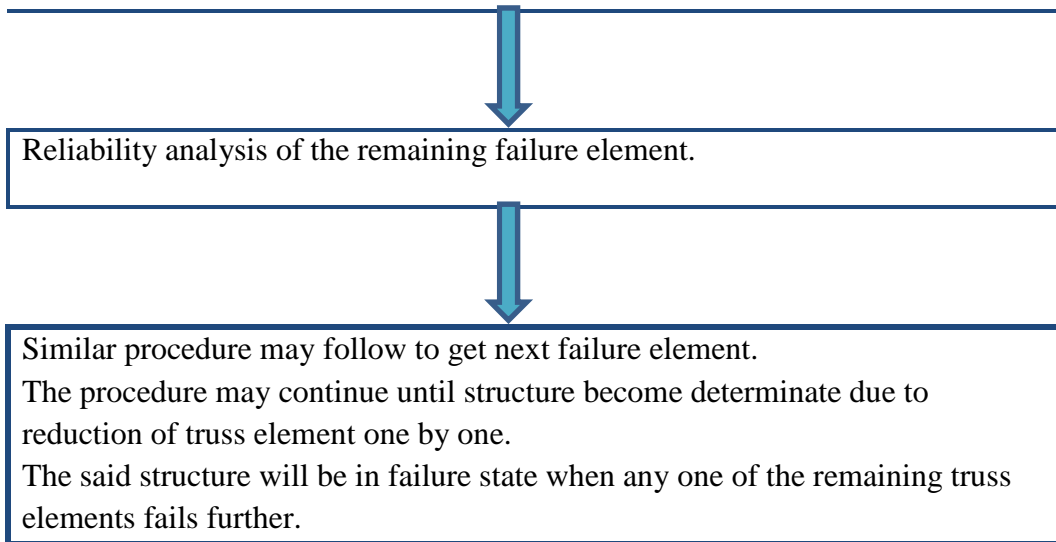 Reliability analysis of the remaining failure element.
Similar procedure may follow to get next failure element.
The procedure may continue until structure become determinate due to
reduction of truss element one by one.
The said structure will be in failure state when any one of the remaining truss
elements fails further.